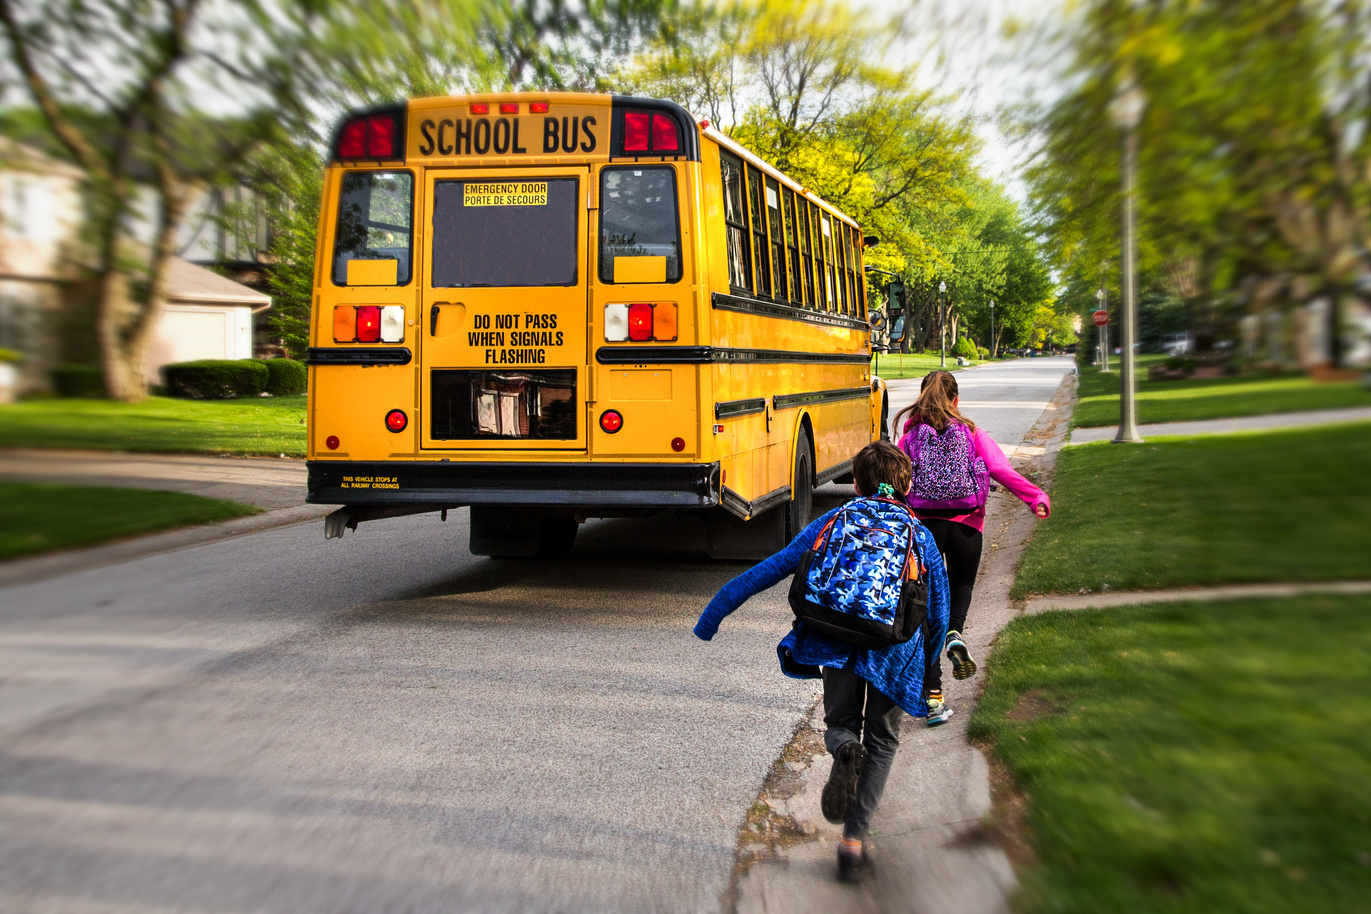 SCHOOL BUS
EMERGENCY DOOR
PORTE DE SECOURS
DO NOT PASS
WHEN SIGNALS
FLASHING
THIS VEHICLE STOPS AT
ALL RAILWAY CROSSINGS